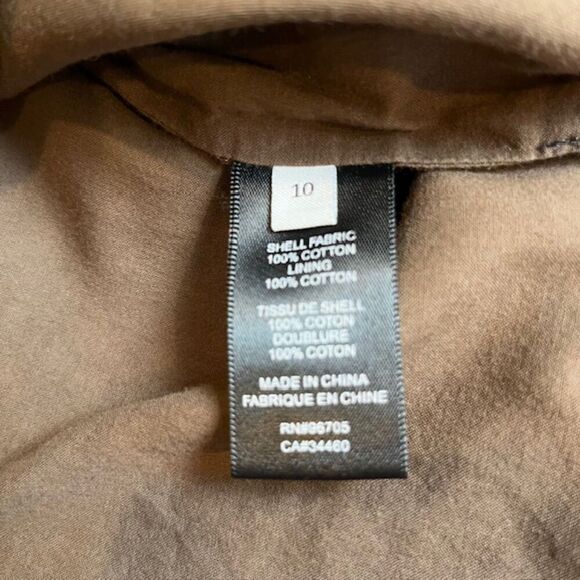 10
SHELL FABRIC
100% COTTON
LINING
100% COTTON
TISSU DE SHELL
100% COTON
DOUBLURE
100% COTON
MADE IN CHINA
FABRIQUE EN CHINE
RN#96705
CA#34460